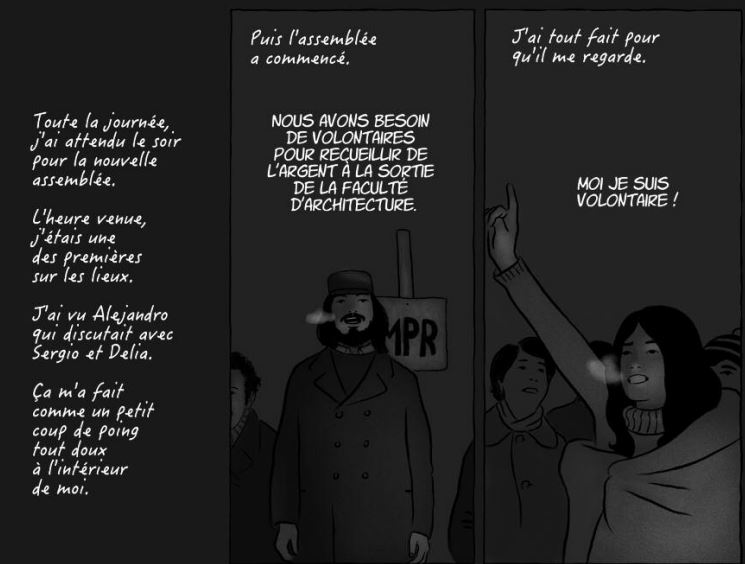 Toute la journée,
j'ai attendu le soir
pour la nouvelle
assemblée.
L'heure venue,
j'étais une
des premières
sur les lieux.
J'ai vu Alejandro
qui discutait avec
Sergio et Delia.
Ça m'a fait
comme un petit
coup de poing
tout doux
à l'intérieur
de moi.
Puis l'assemblée
a commencé.
NOUS AVONS BESOIN
DE VOLONTAIRES
POUR RECUEILLIR DE
L'ARGENT À LA SORTIE
DE LA FACULTÉ
D'ARCHITECTURE.
MPR
J'ai tout fait pour
qu'il me regarde.
MOI JE SUIS
VOLONTAIRE !